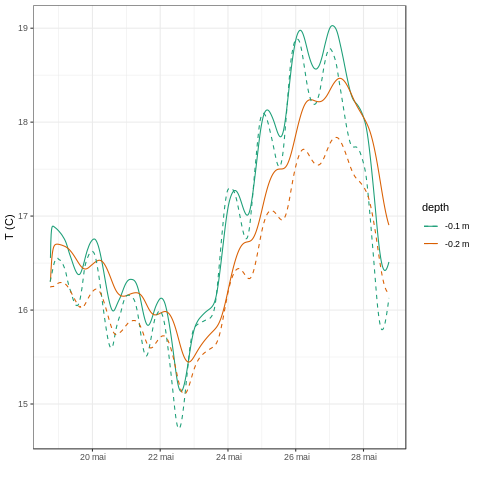 19
18
17
16
15
T (C)
20 mai
22 mai
24 mai
26 mai
28 mai
depth
-0.1 m
-0.2 m